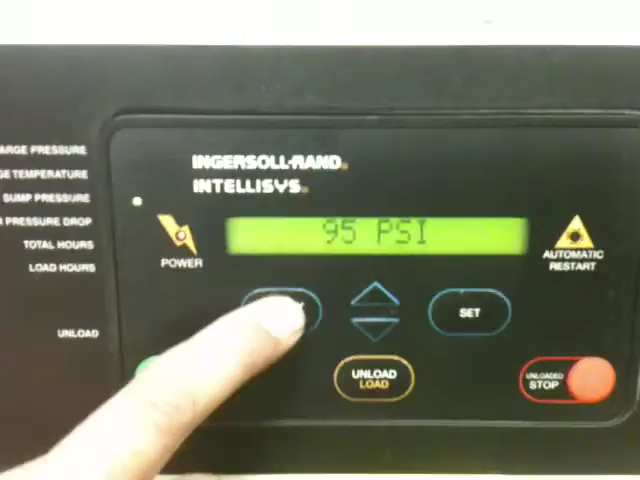 ARGE PRESSURE
GE TEMPERATURE
SUMP PRESSURE
R PRESSURE DROP
TOTAL HOURS
LOAD HOURS
UNLOAD
INGERSOLL-RAND
INTELLISYS
95 PSI
POWER
AUTOMATIC
RESTART
SET
UNLOAD
LOAD
UNLOADED
STOP